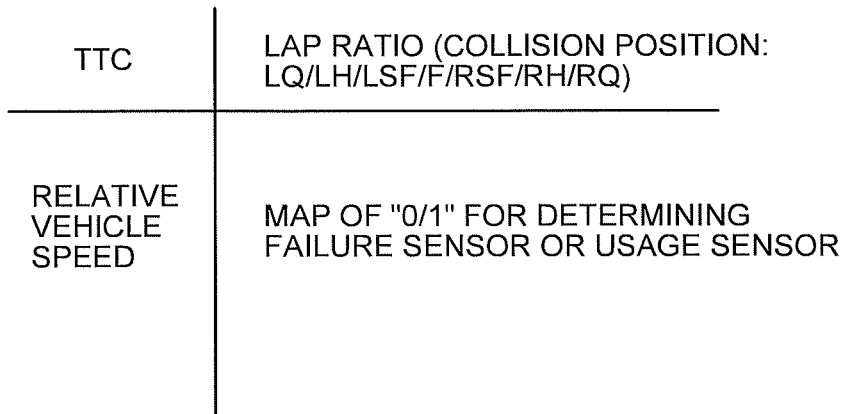 TTC
LAP RATIO (COLLISION POSITION:
LQ/LH/LSF/F/RSF/RH/RQ)
RELATIVE
VEHICLE
SPEED
MAP OF "0/1" FOR DETERMINING
FAILURE SENSOR OR USAGE SENSOR